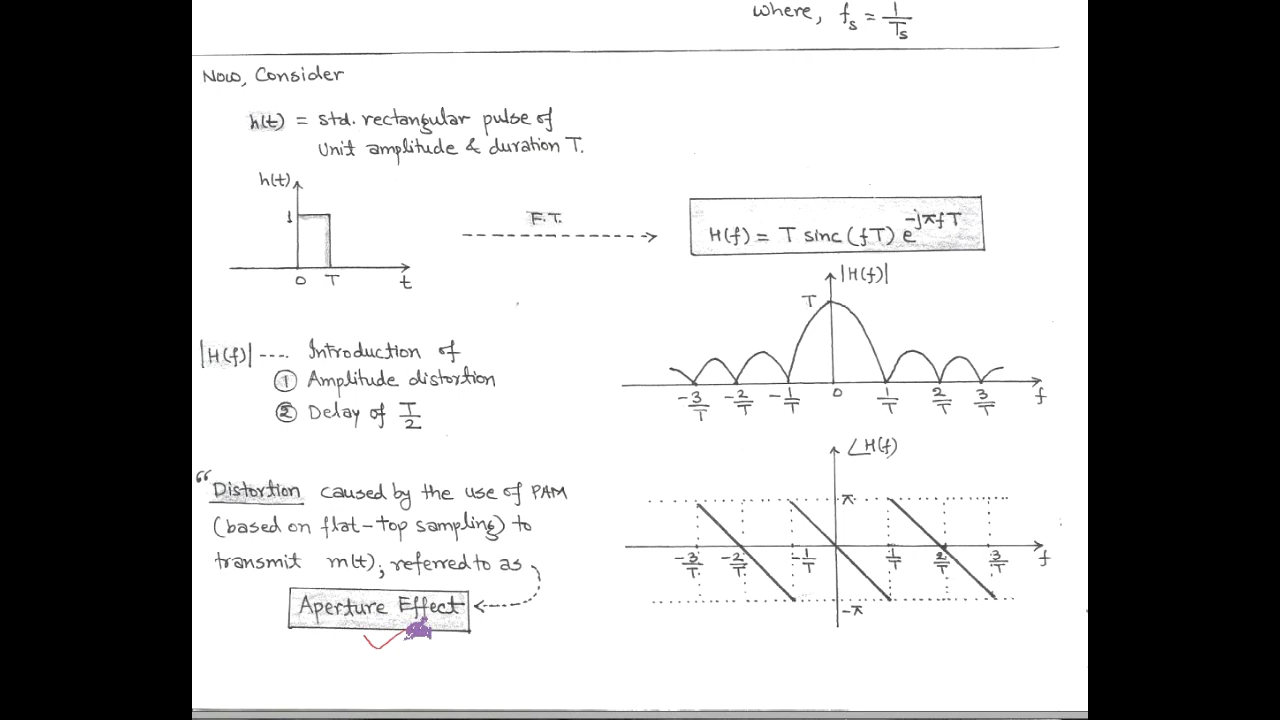 where, fs = 1/Ts
Now, Consider
h(t) = std. rectangular pulse of
Unit amplitude & duration T.
h(t)
1
0 T t
F.T.
H(f) = T sinc(fT) e^-jπfT
|H(f)|
T
-3/T -2/T -1/T 0 1/T 2/T 3/T f
|H(f)| ---- Introduction of
① Amplitude distortion
② Delay of T/2
∠H(f)
π
-3/T -2/T -1/T 1/T 2/T 3/T f
-π
“Distortion caused by the use of PAM
(based on flat-top sampling) to
transmit m(t), referred to as
Aperture Effect